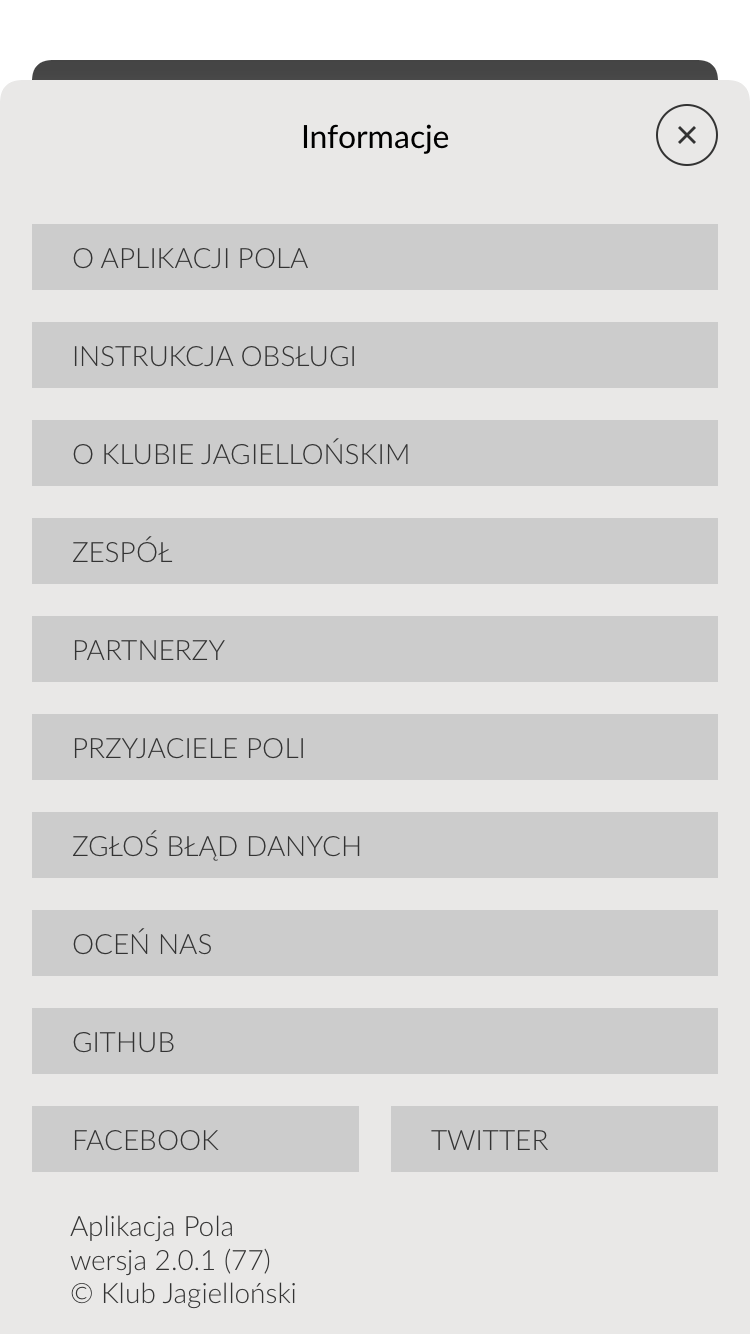 Informacje
O APLIKACJI POLA
INSTRUKCJA OBSŁUGI
O KLUBIE JAGIELLOŃSKIM
ZESPÓŁ
PARTNERZY
PRZYJACIELE POLI
ZGŁOŚ BŁĄD DANYCH
OCEŃ NAS
GITHUB
FACEBOOK
TWITTER
Aplikacja Pola
wersja 2.0.1 (77)
© Klub Jagielloński